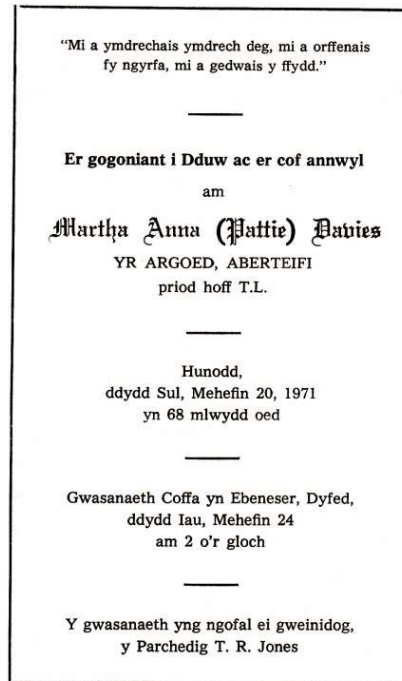 “Mi a ymdrechais ymdrech deg, mi a orffenais
fy ngyrfa, mi a gedwais y ffydd.”
Er gogoniant i Dduw ac er cof annwyl
am
Martha Anna (Pattie) Davies
YR ARGOED, ABERTEIFI
priod hoff T.L.
Hunodd,
ddydd Sul, Mehefin 20, 1971
yn 68 mlwydd oed
Gwasanaeth Coffa yn Ebeneser, Dyfed,
ddydd Iau, Mehefin 24
am 2 o'r gloch
Y gwasanaeth yng ngofal ei gweinidog,
y Parchedig T. R. Jones